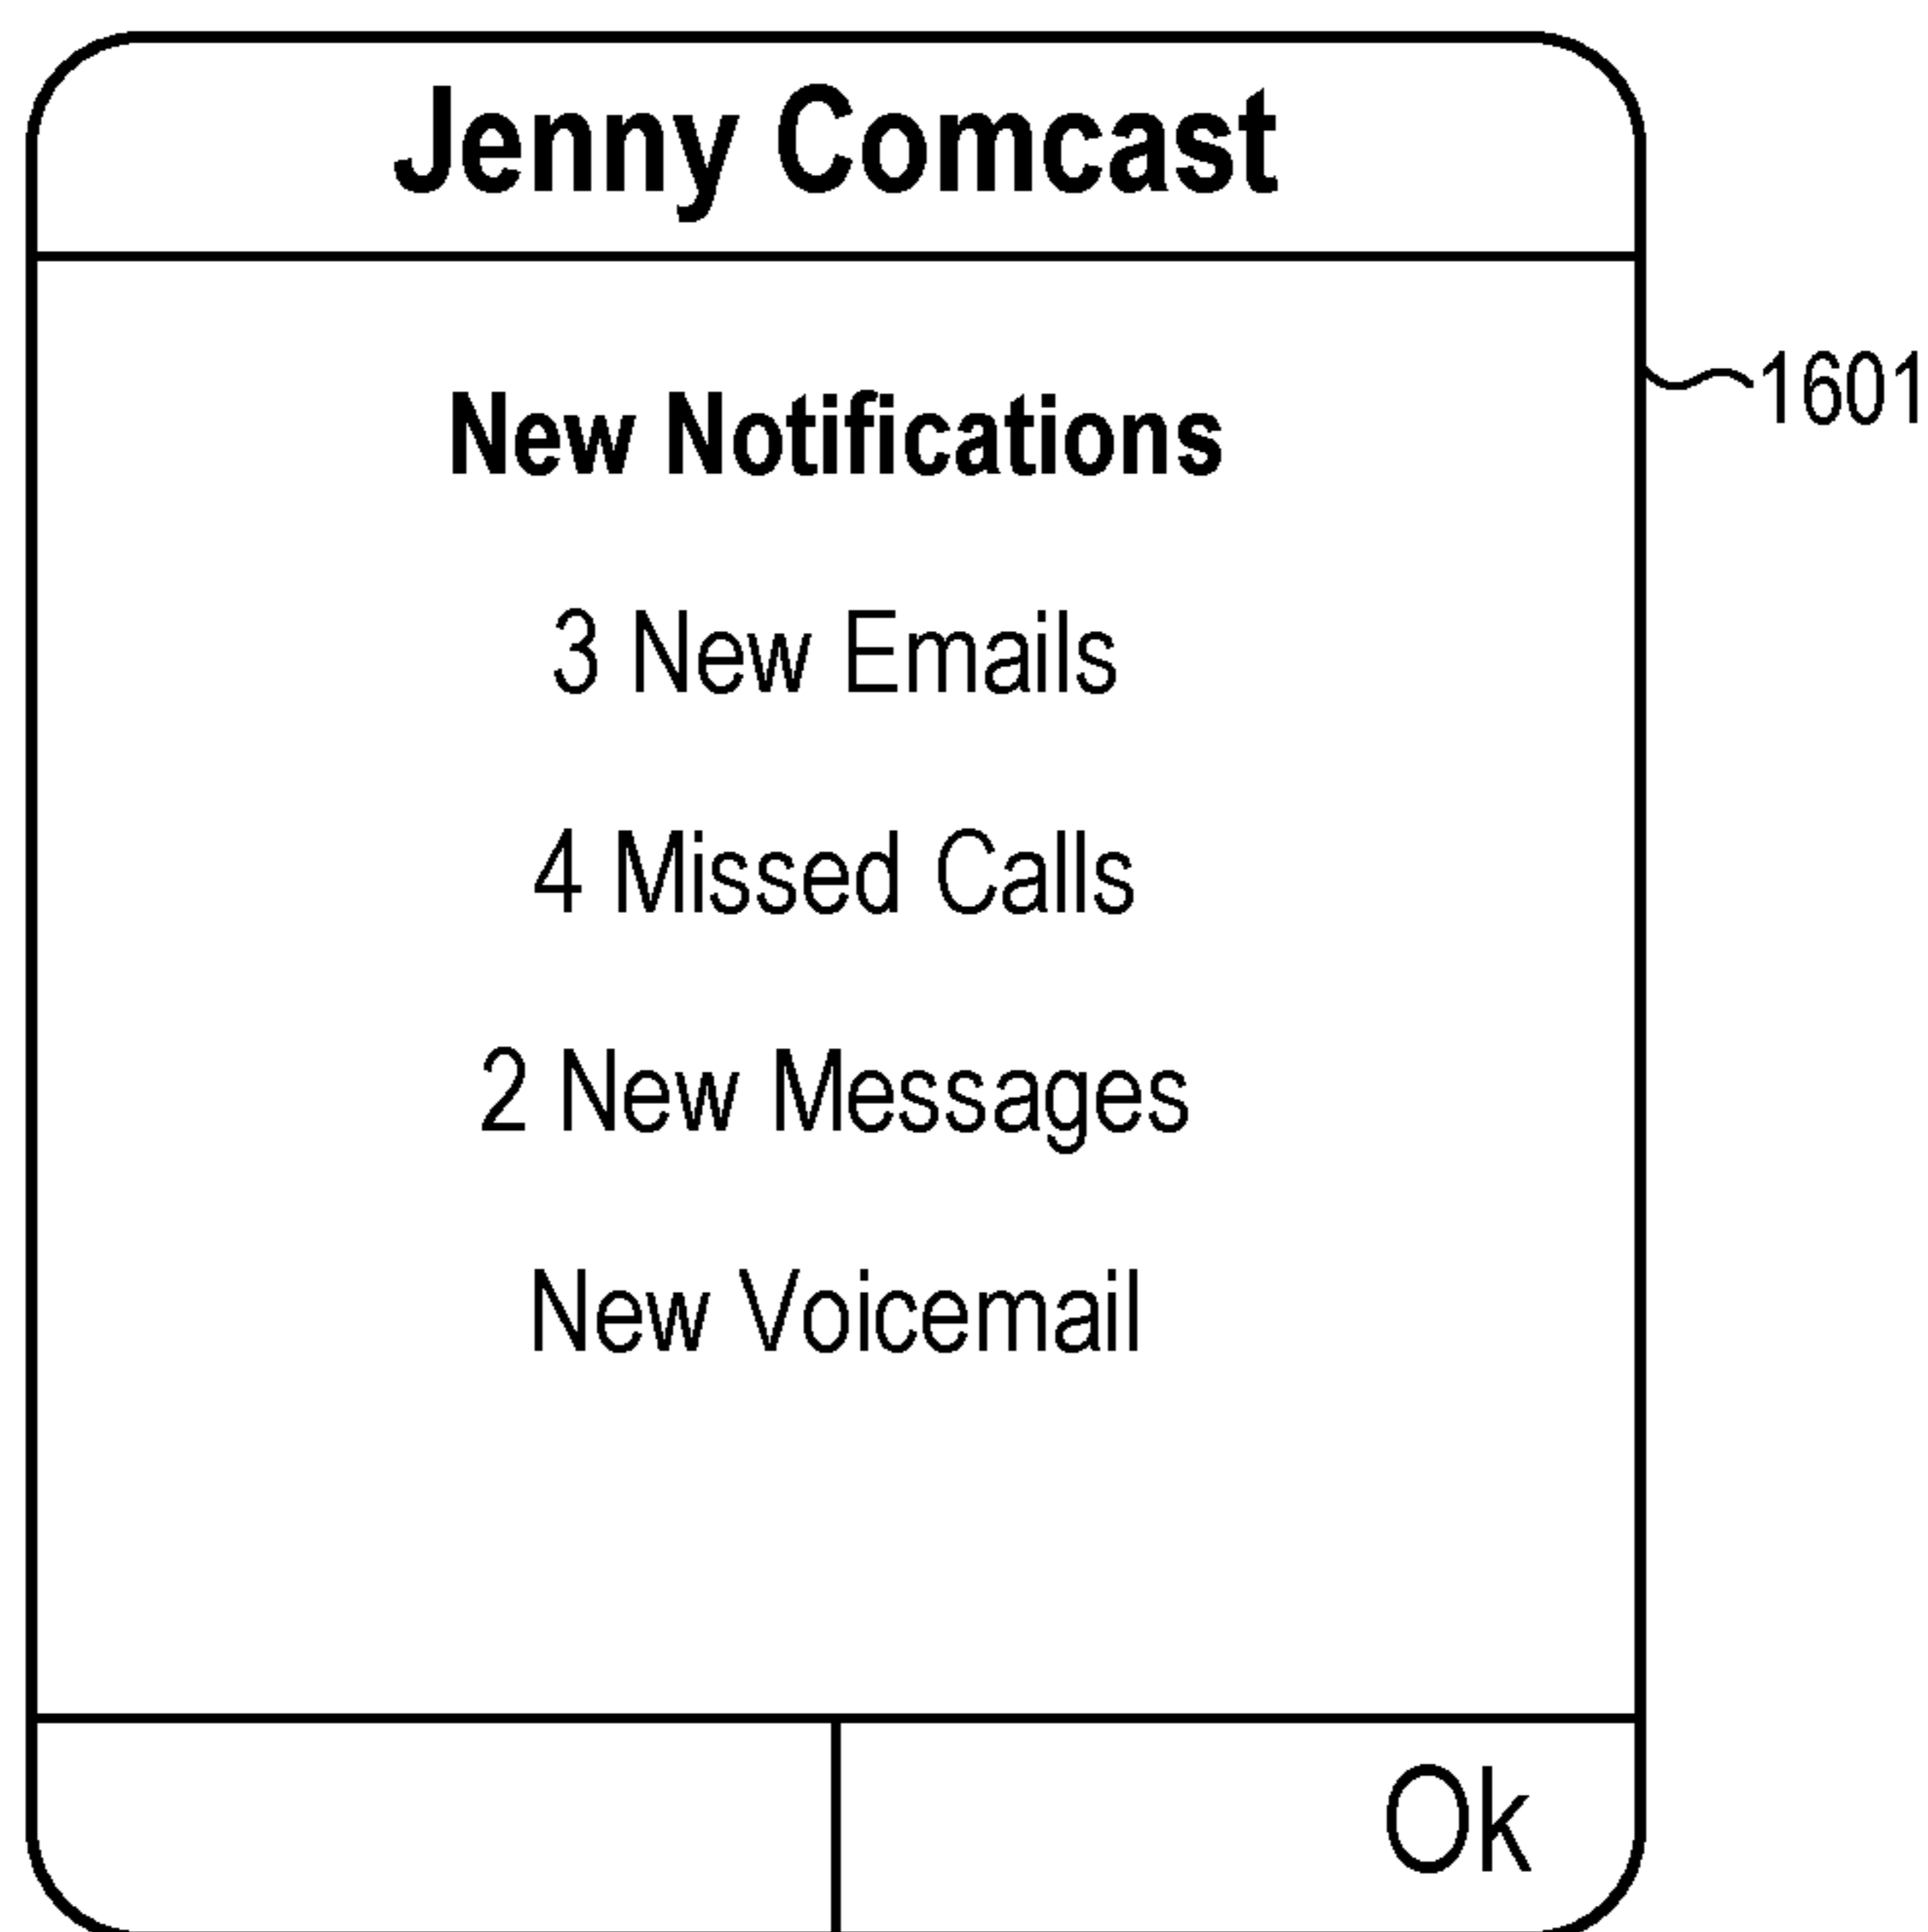 Jenny Comcast
1601
New Notifications
3 New Emails
4 Missed Calls
2 New Messages
New Voicemail
Ok